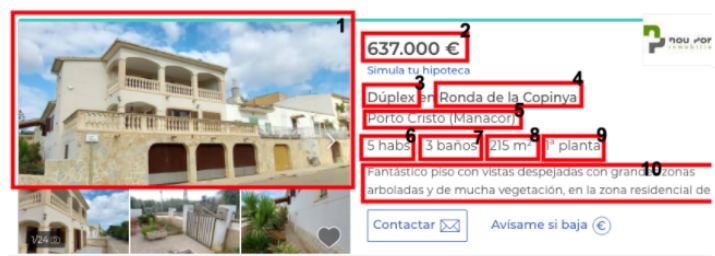 1
2
637.000 €
Simula tu hipoteca
3
4
Dúplex en Ronda de la Copinya
5
Porto Cristo (Manacor)
6 7 8 9
5 habs 3 baños 215 m² 1ª planta
10
Fantástico piso con vistas despejadas con grandes zonas
arboladas y de mucha vegetación, en la zona residencial de
Contactar Avísame si baja €
1/24